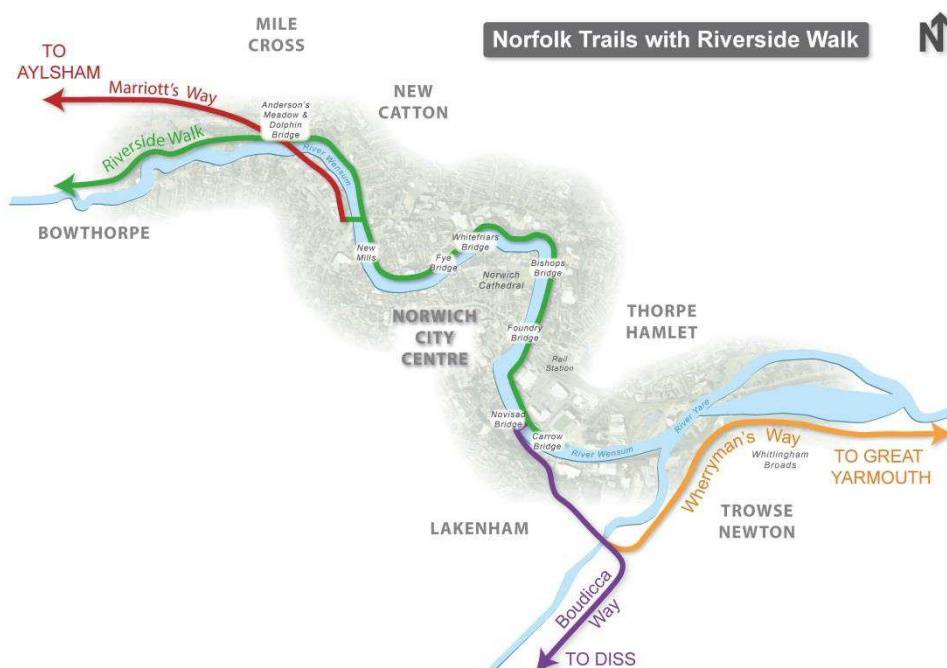 Norfolk Trails with Riverside Walk
N
MILE
CROSS
TO
AYLSHAM
Marriott's Way
NEW
CATTON
Anderson's
Meadow &
Dolphin
Bridge
Riverside Walk
River Wensum
BOWTHORPE
New
Mills
Fye
Bridge
Whitefriars
Bridge
Norwich
Cathedral
Bishops
Bridge
NORWICH
CITY
CENTRE
THORPE
HAMLET
Foundry
Bridge
Rail
Station
Novisad
Bridge
Carrow
Bridge
River Wensum
River Yare
Wherryman's Way
Whitlingham
Broads
TO GREAT
YARMOUTH
LAKENHAM
TROWSE
NEWTON
Boudicca
Way
TO DISS